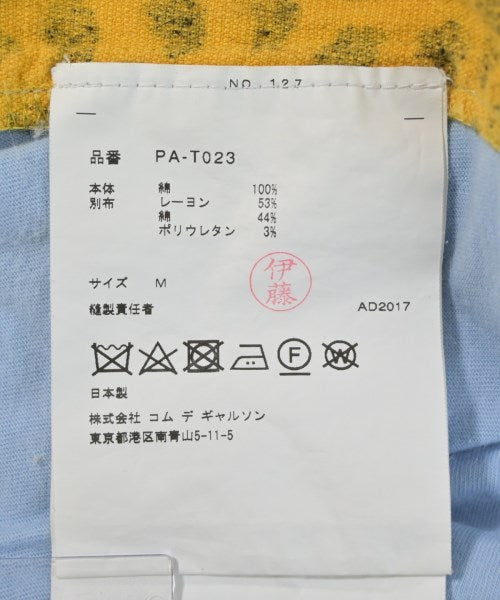 NO 127
品番 PA-T023
本体 綿 100%
別布 レーヨン 53%
綿 44%
ポリウレタン 3%
サイズ M
伊藤
縫製責任者 AD2017
F W
日本製
株式会社 コム デ ギャルソン
東京都港区南青山5-11-5